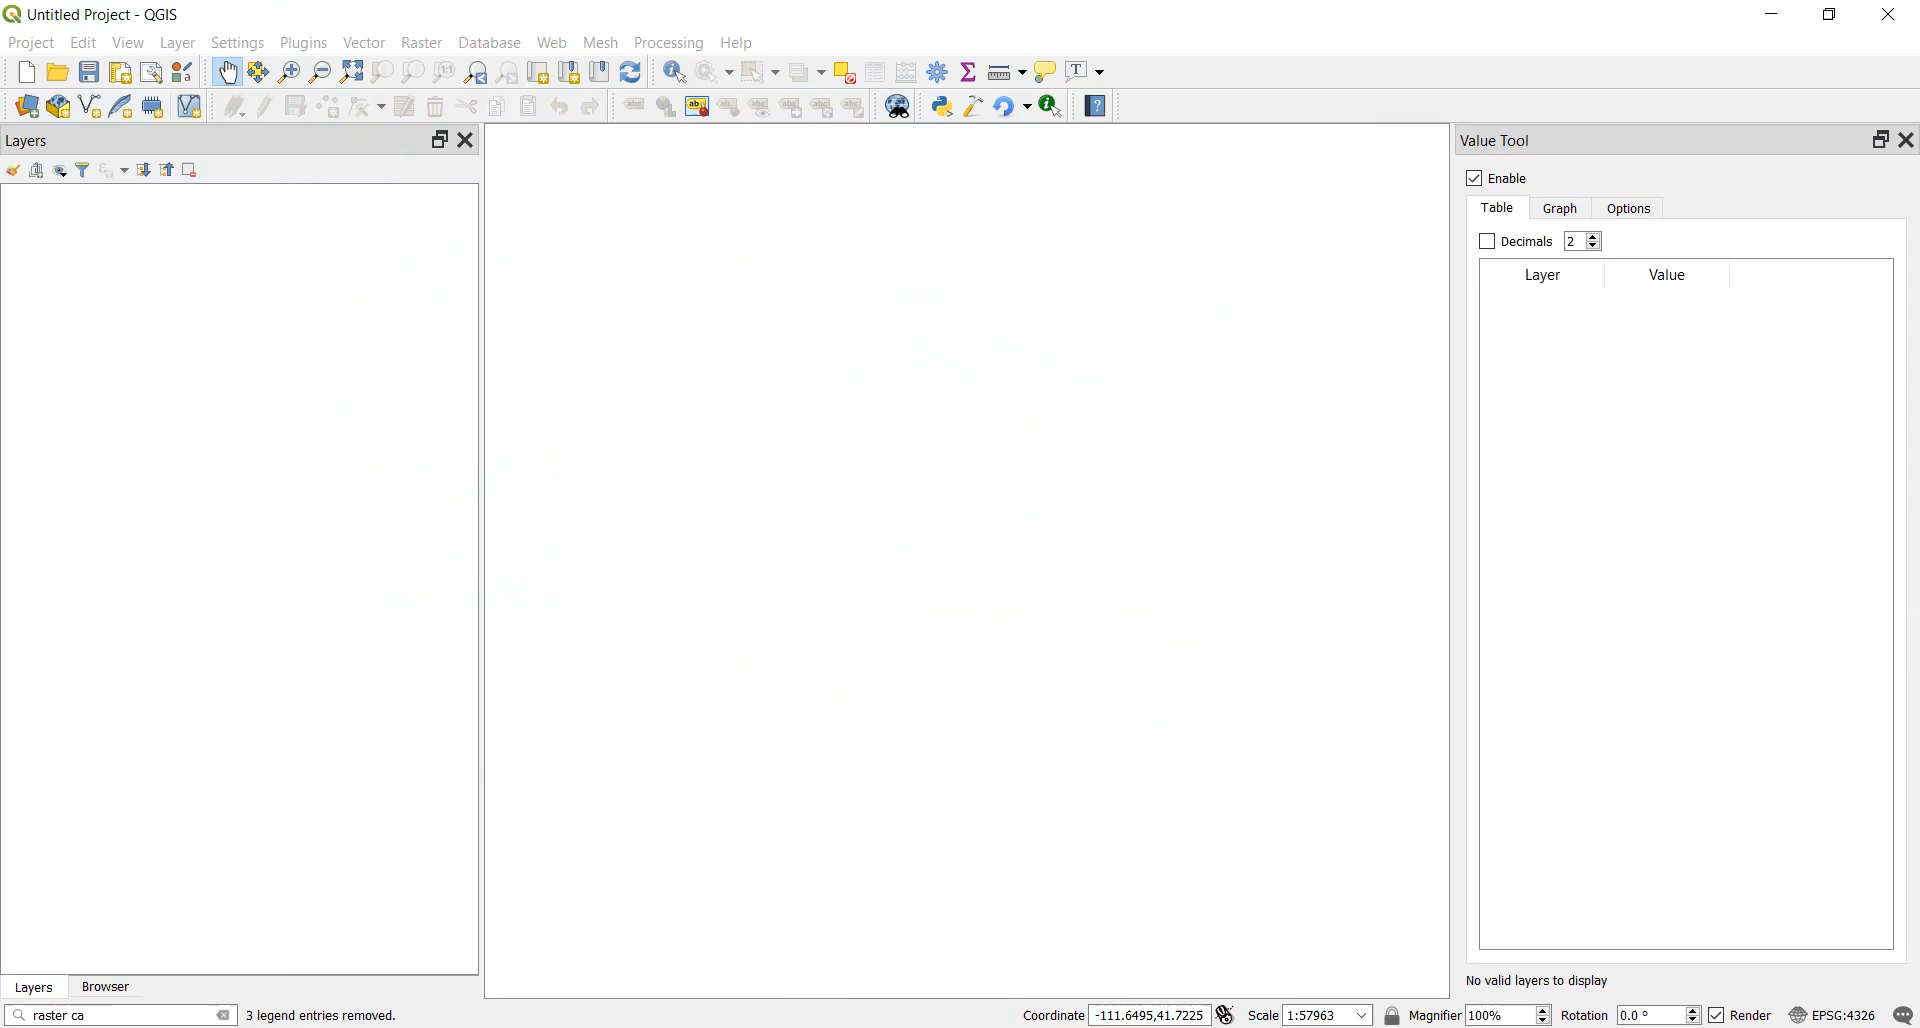 Untitled Project - QGIS
Project Edit View Layer Settings Plugins Vector Raster Database Web Mesh Processing Help
Layers
Value Tool
Enable
Table Graph Options
Decimals 2
Layer Value
No valid layers to display
Layers Browser
raster ca 3 legend entries removed. Coordinate -111.6495,41.7225 Scale 1:57963 Magnifier 100% Rotation 0.0 ° Render EPSG:4326